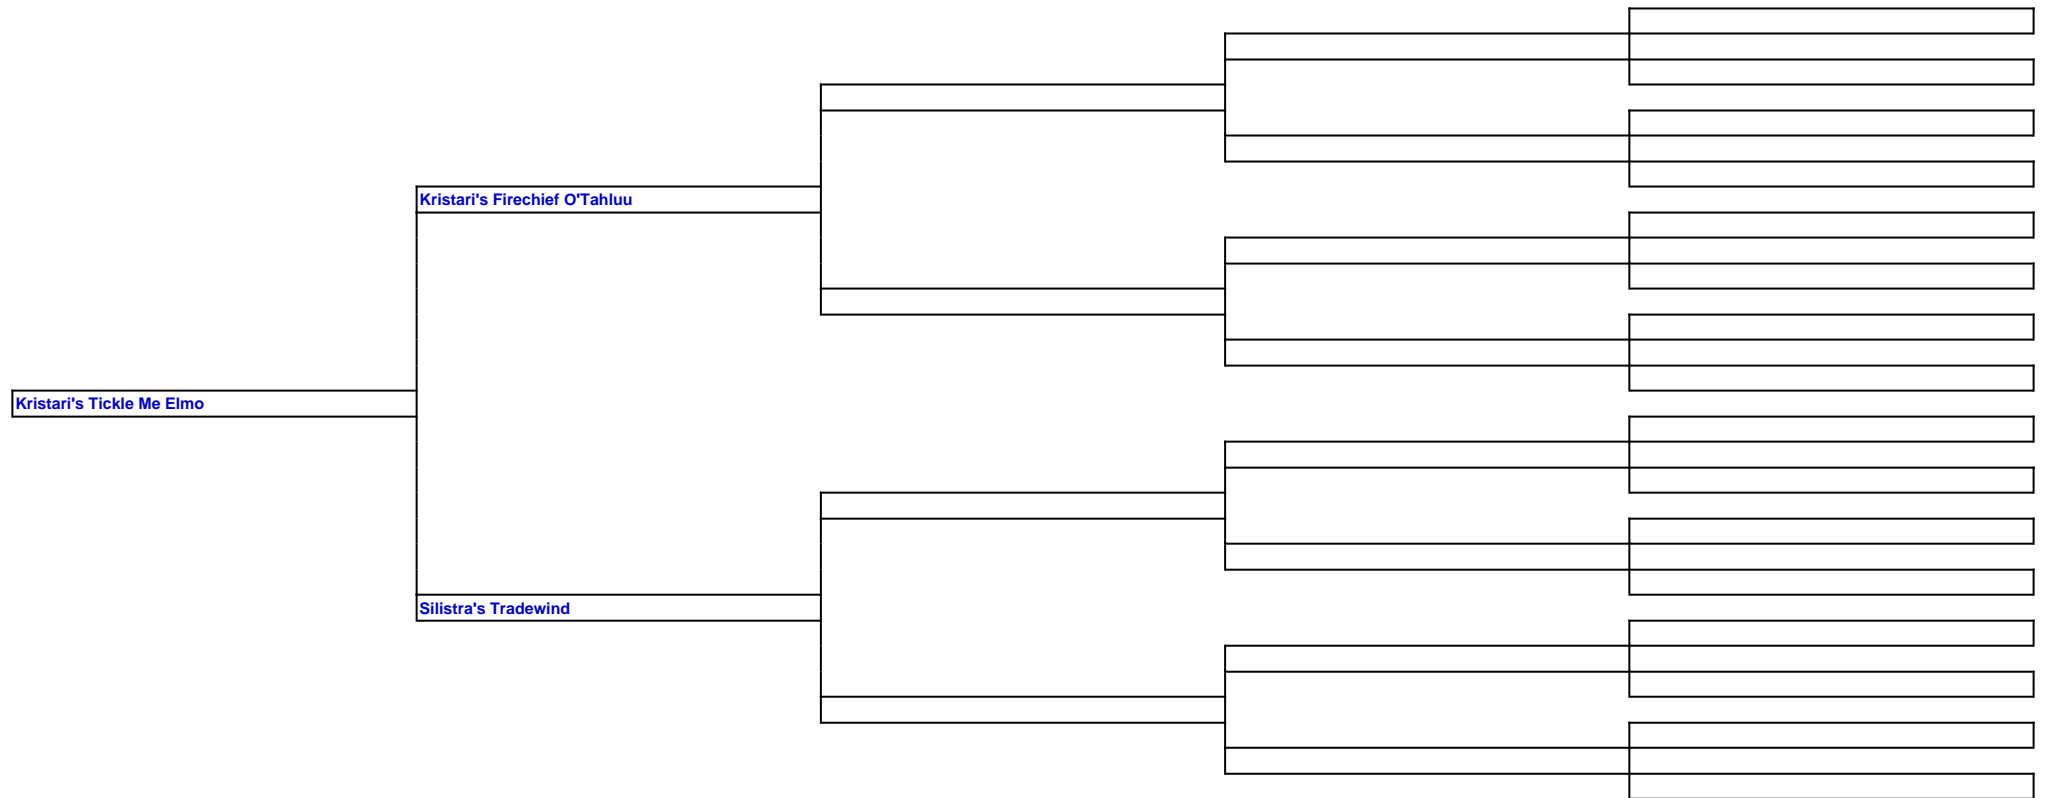 Kristari's Firechief O'Tahluu
Kristari's Tickle Me Elmo
Silistra's Tradewind